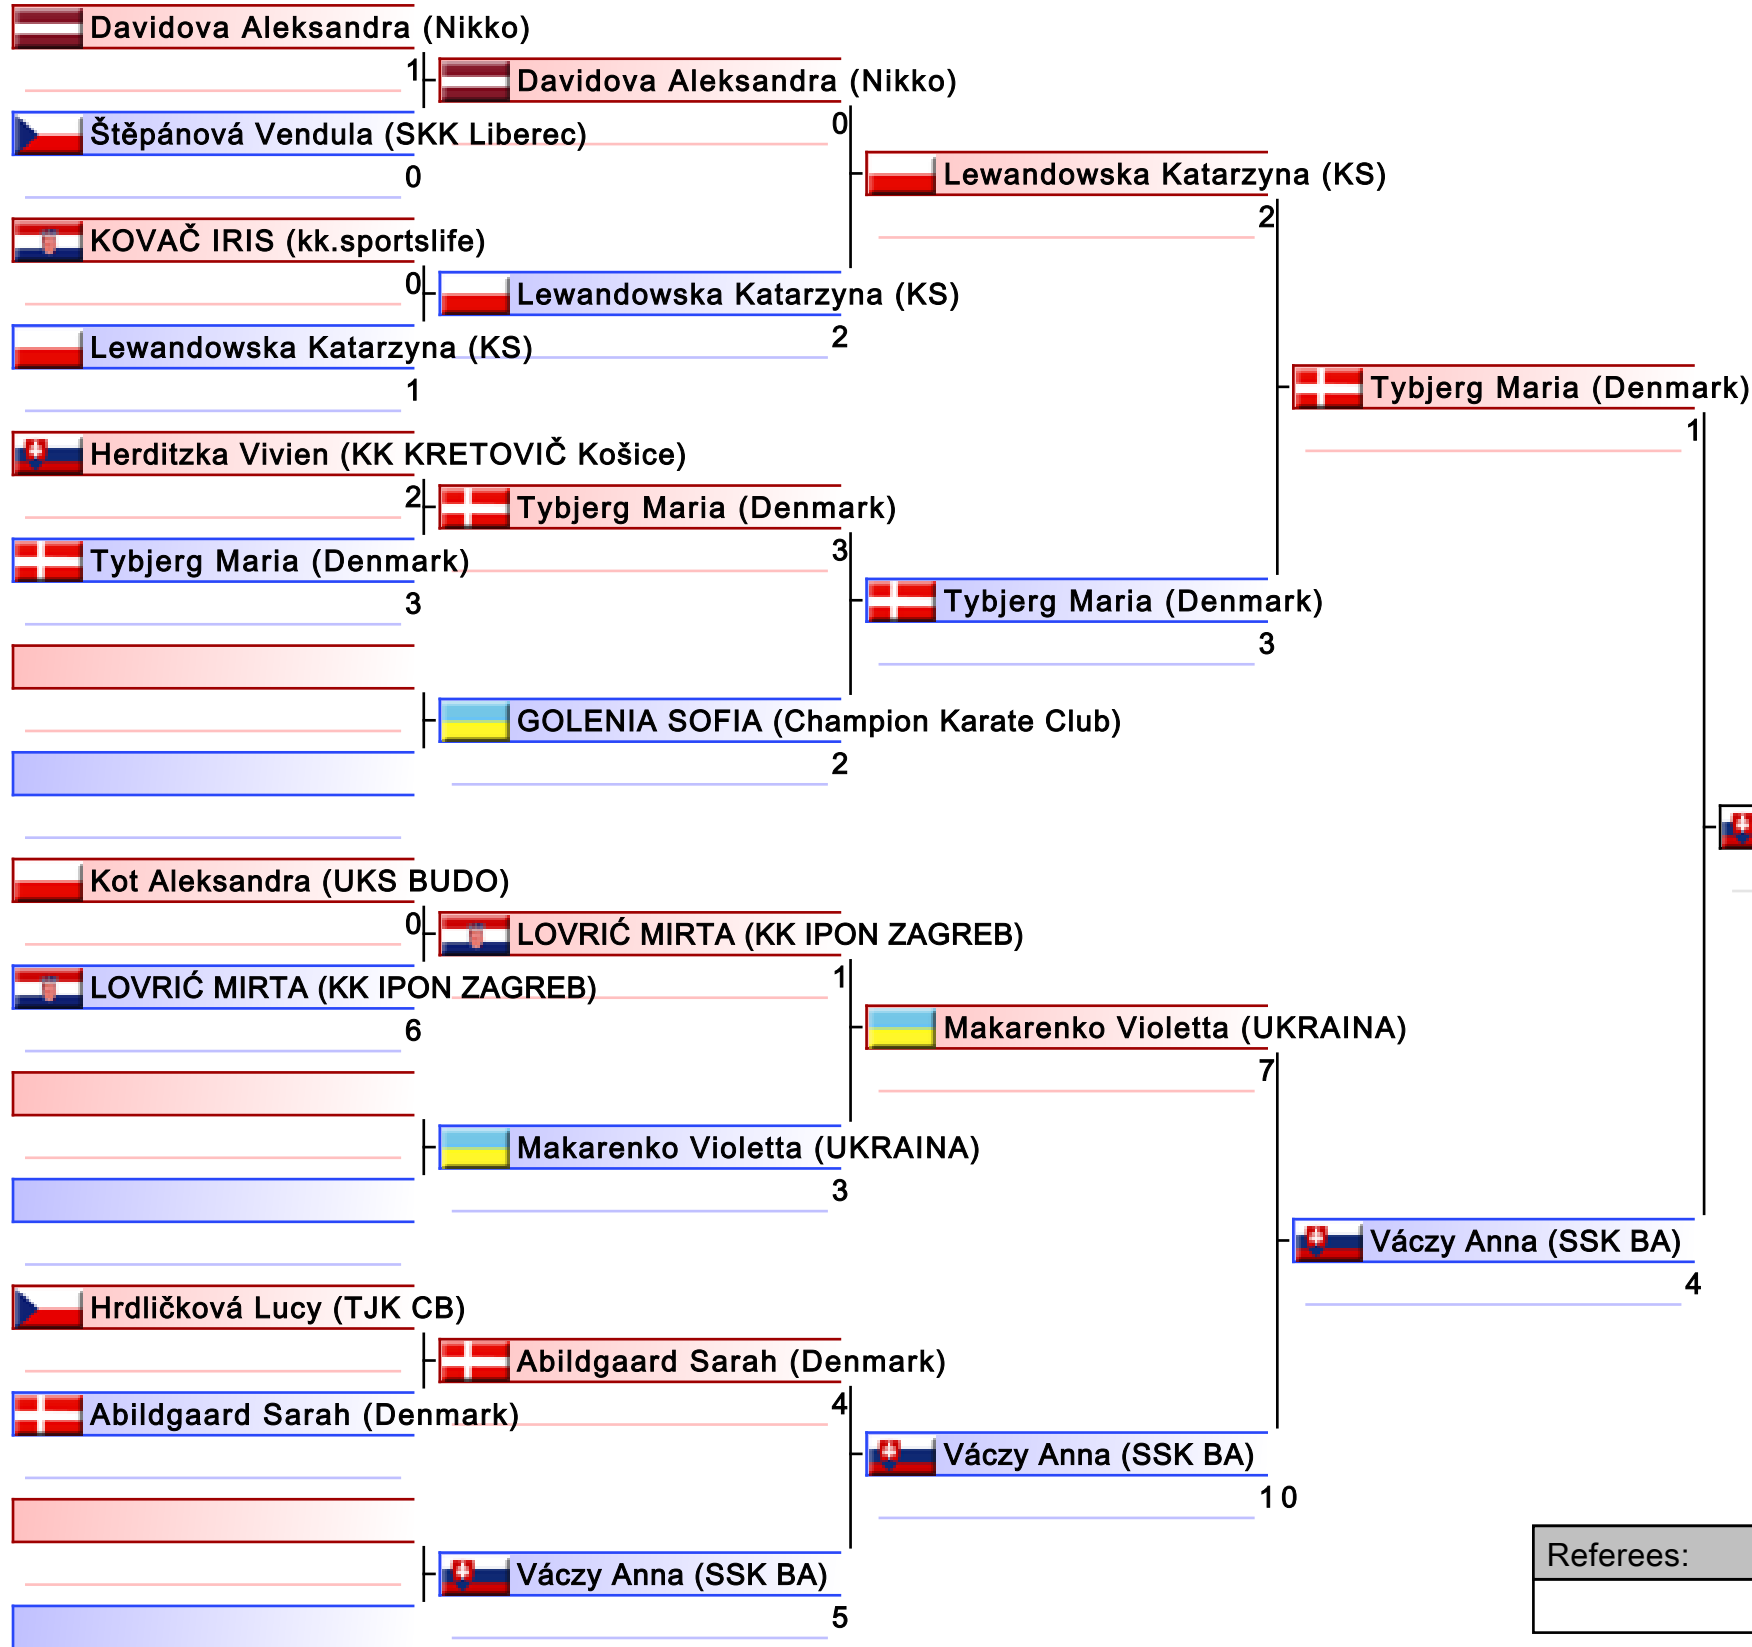 Davidova Aleksandra (Nikko)
1
Davidova Aleksandra (Nikko)
0
Štěpánová Vendula (SKK Liberec)
0
Lewandowska Katarzyna (KS)
2
KOVAČ IRIS (kk.sportslife)
0
Lewandowska Katarzyna (KS)
2
Lewandowska Katarzyna (KS)
1
Tybjerg Maria (Denmark)
1
Herditzka Vivien (KK KRETOVIČ Košice)
2
Tybjerg Maria (Denmark)
3
Tybjerg Maria (Denmark)
3
Tybjerg Maria (Denmark)
3
GOLENIA SOFIA (Champion Karate Club)
2
Kot Aleksandra (UKS BUDO)
0
LOVRIĆ MIRTA (KK IPON ZAGREB)
1
LOVRIĆ MIRTA (KK IPON ZAGREB)
6
Makarenko Violetta (UKRAINA)
7
Makarenko Violetta (UKRAINA)
3
Váczy Anna (SSK BA)
4
Hrdličková Lucy (TJK CB)
Abildgaard Sarah (Denmark)
4
Abildgaard Sarah (Denmark)
Váczy Anna (SSK BA)
10
Váczy Anna (SSK BA)
5
Referees: